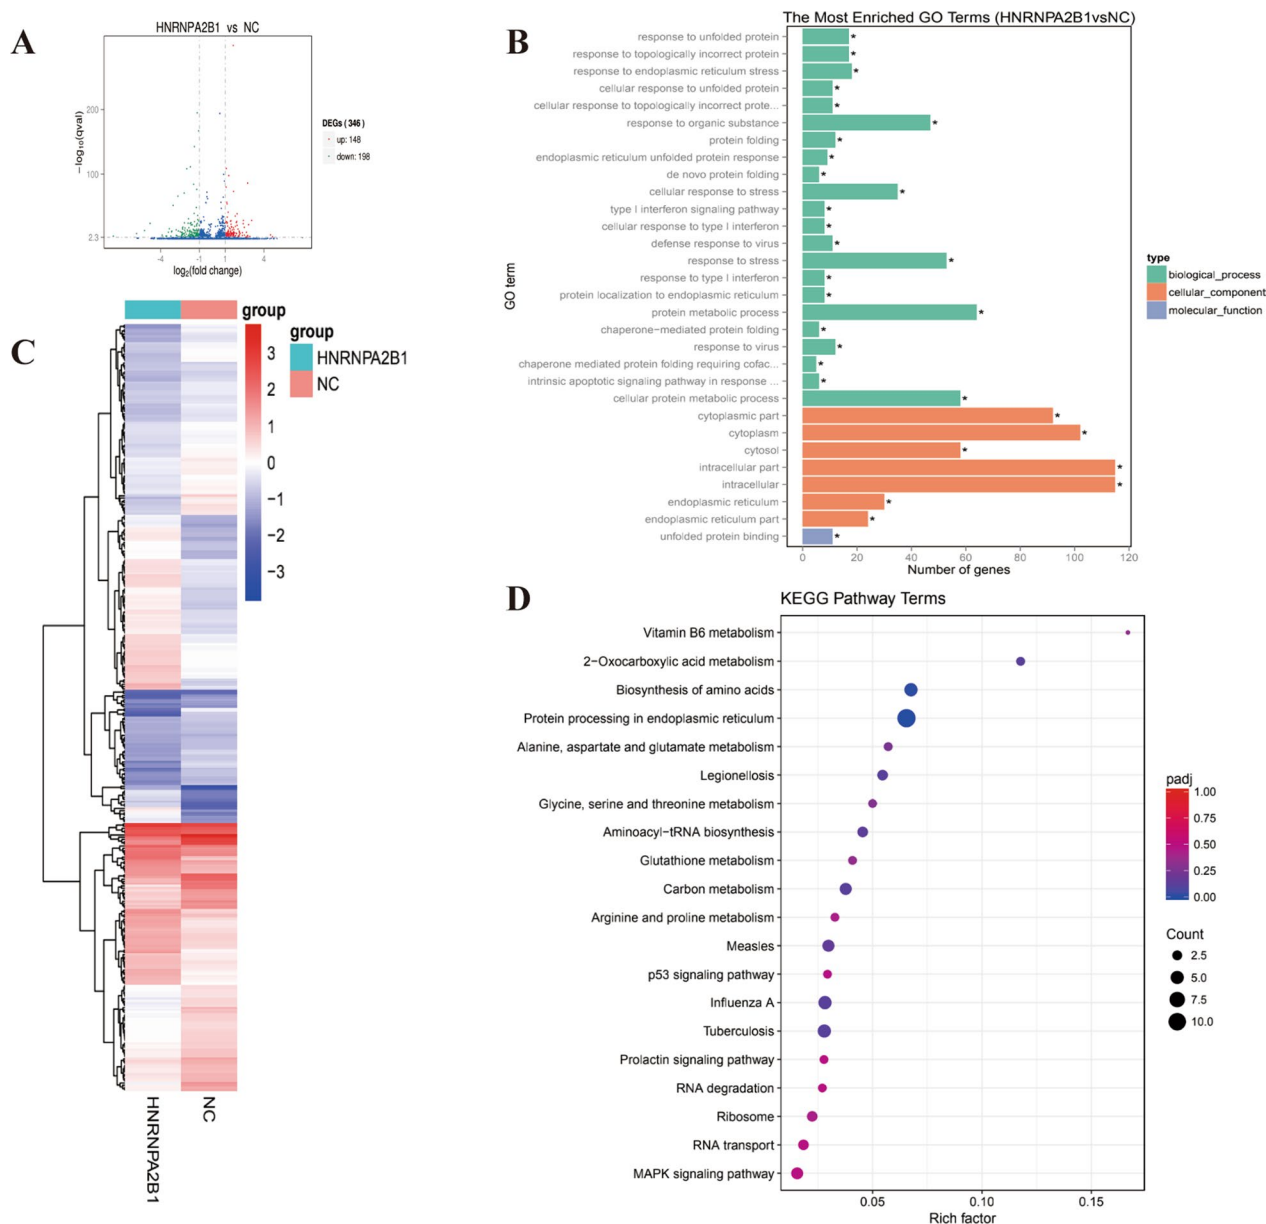 A
HNRNPA2B1 vs NC
−log10(qval)
200
100
2.3
-4
-1
1
4
log2(fold change)
DEGs ( 346 )
up: 148
down: 198
B
The Most Enriched GO Terms (HNRNPA2B1vsNC)
GO term
response to unfolded protein
response to topologically incorrect protein
response to endoplasmic reticulum stress
cellular response to unfolded protein
cellular response to topologically incorrect prote...
response to organic substance
protein folding
endoplasmic reticulum unfolded protein response
de novo protein folding
cellular response to stress
type I interferon signaling pathway
cellular response to type I interferon
defense response to virus
response to stress
response to type I interferon
protein localization to endoplasmic reticulum
protein metabolic process
chaperone−mediated protein folding
response to virus
chaperone mediated protein folding requiring cofac...
intrinsic apoptotic signaling pathway in response ...
cellular protein metabolic process
cytoplasmic part
cytoplasm
cytosol
intracellular part
intracellular
endoplasmic reticulum
endoplasmic reticulum part
unfolded protein binding
0
20
40
60
80
100
120
Number of genes
type
biological_process
cellular_component
molecular_function
C
group
3
2
1
0
−1
−2
−3
group
HNRNPA2B1
NC
HNRNPA2B1
NC
D
KEGG Pathway Terms
Vitamin B6 metabolism
2−Oxocarboxylic acid metabolism
Biosynthesis of amino acids
Protein processing in endoplasmic reticulum
Alanine, aspartate and glutamate metabolism
Legionellosis
Glycine, serine and threonine metabolism
Aminoacyl−tRNA biosynthesis
Glutathione metabolism
Carbon metabolism
Arginine and proline metabolism
Measles
p53 signaling pathway
Influenza A
Tuberculosis
Prolactin signaling pathway
RNA degradation
Ribosome
RNA transport
MAPK signaling pathway
0.05
0.10
0.15
Rich factor
padj
1.00
0.75
0.50
0.25
0.00
Count
2.5
5.0
7.5
10.0